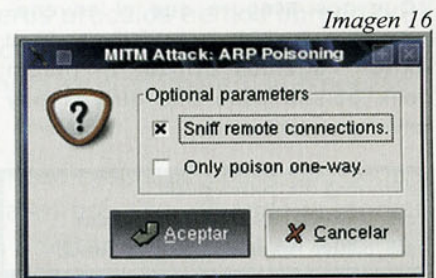 Imagen 16
MITM Attack: ARP Poisoning
?
Optional parameters
Sniff remote connections.
Only poison one-way.
Aceptar
Cancelar